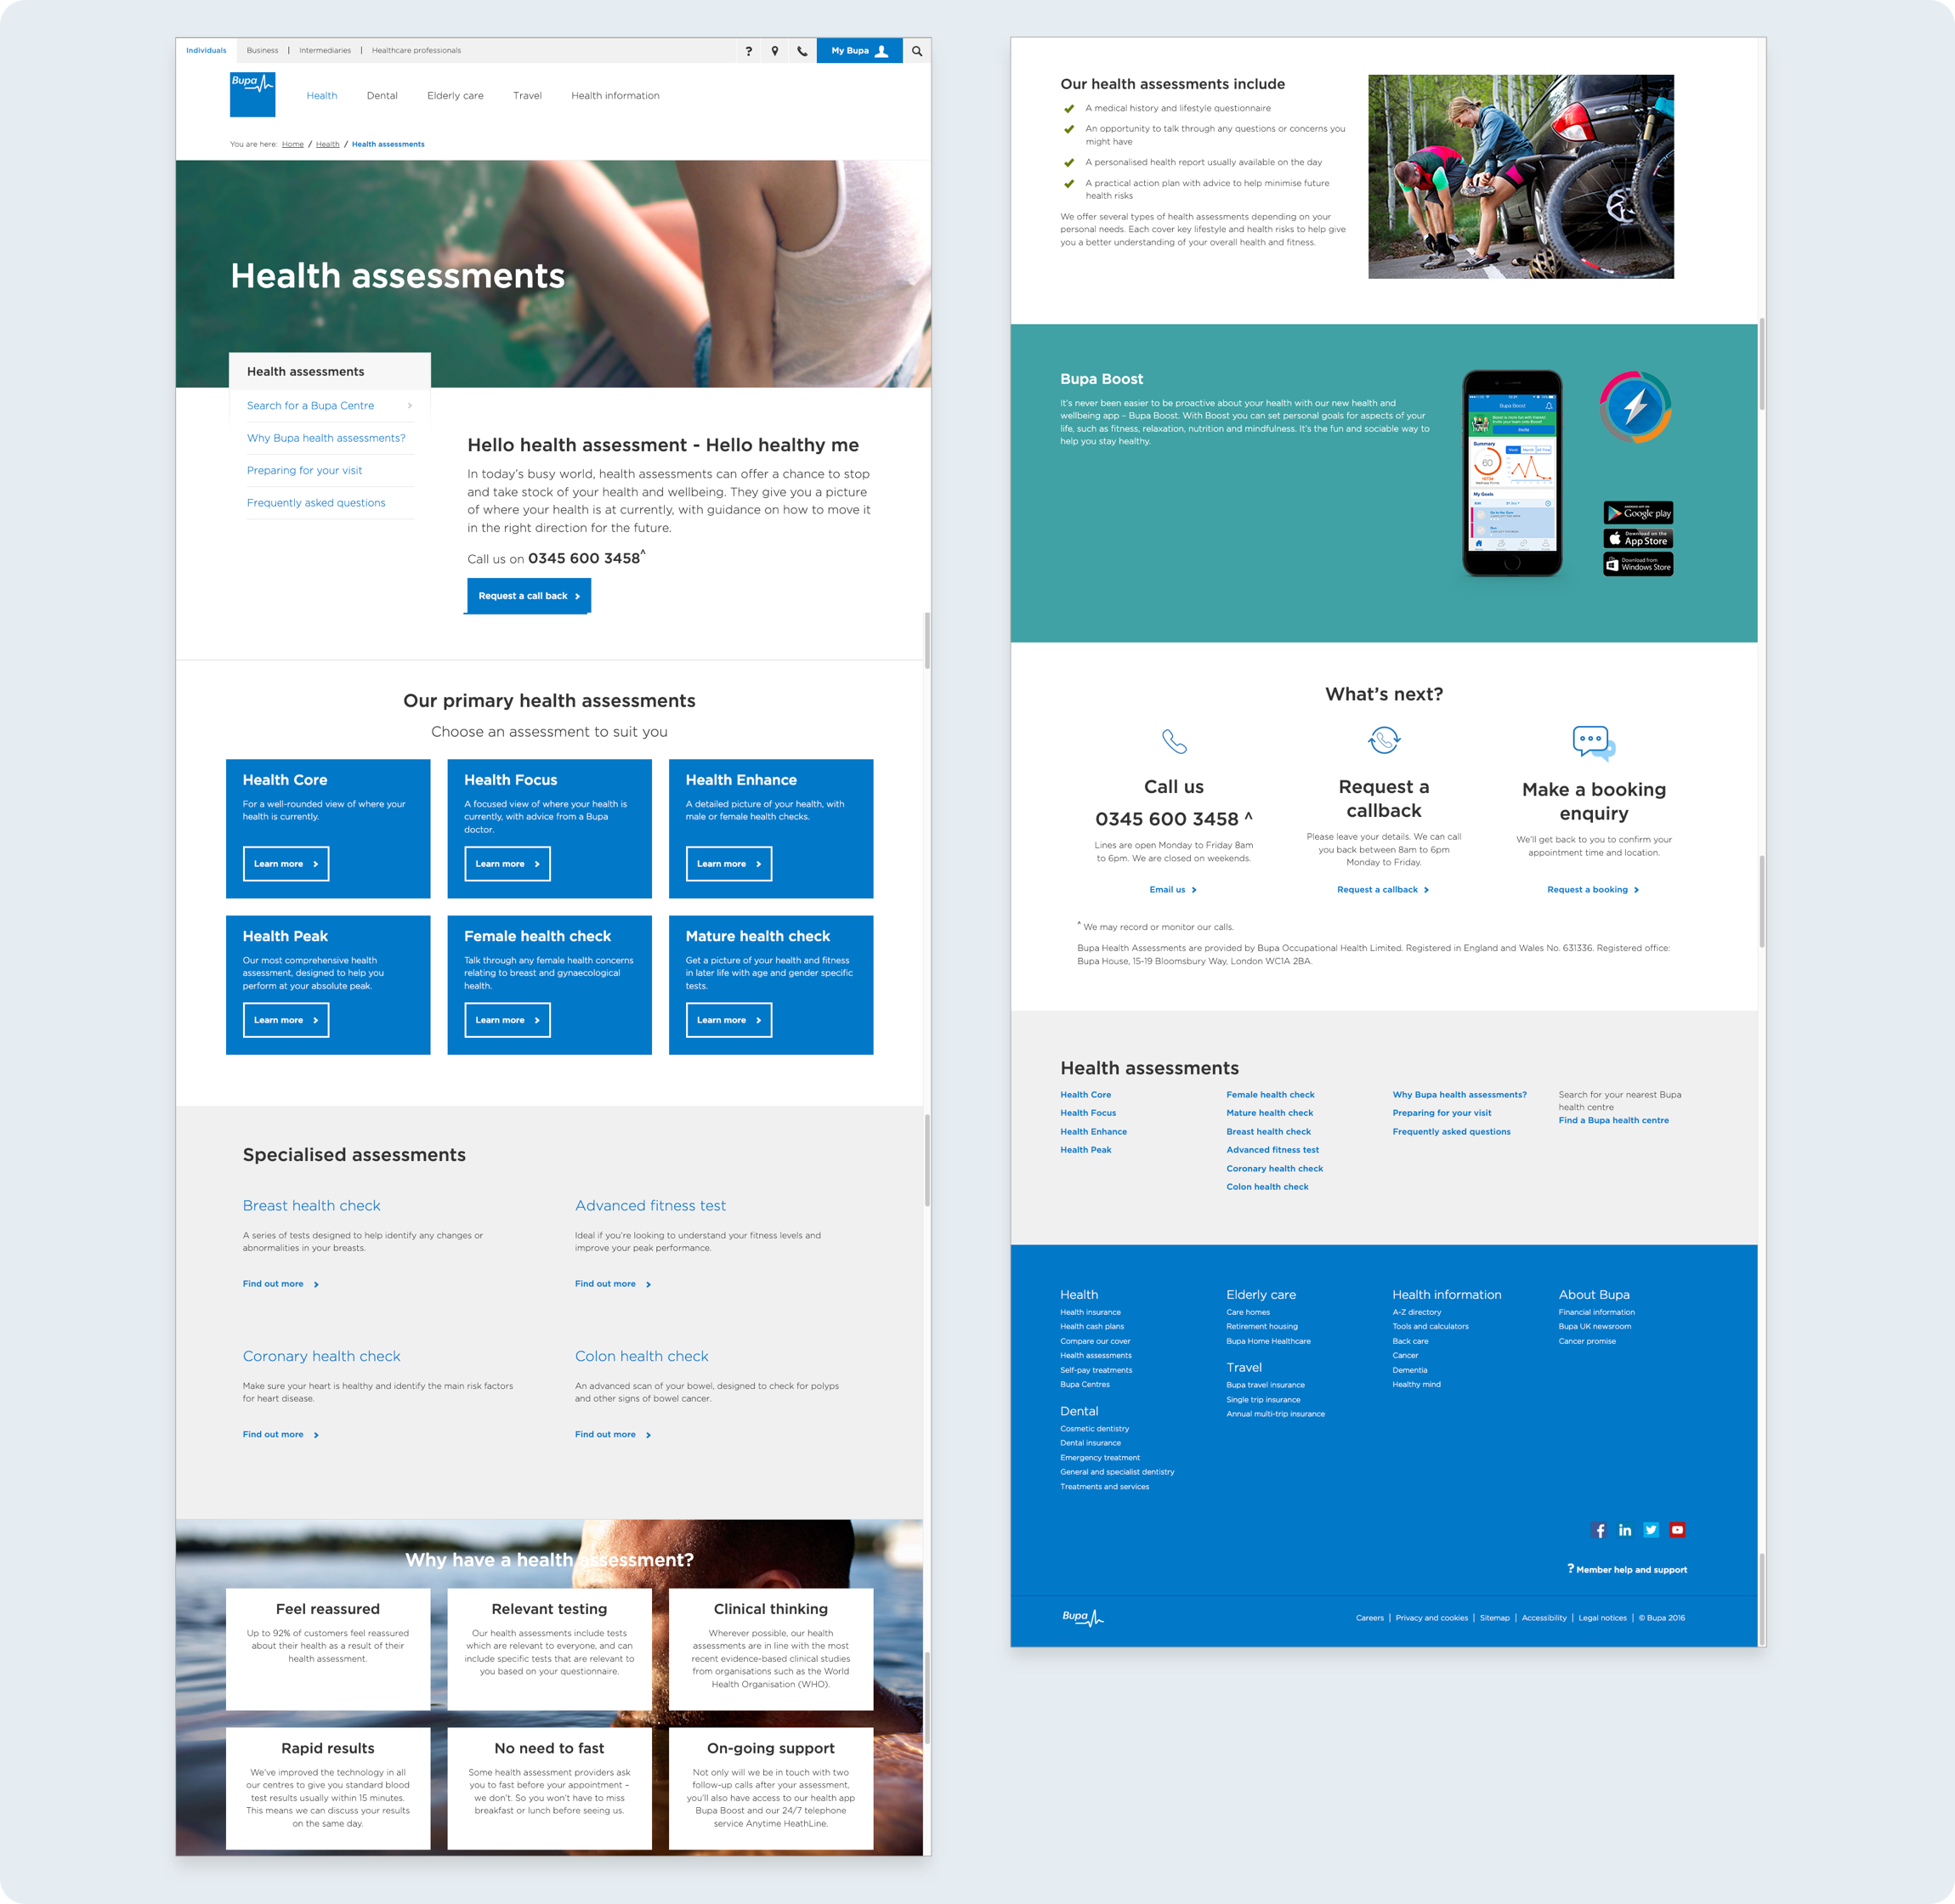 Individuals Business | Intermediaries | Healthcare professionals
? My Bupa
Bupa
Health Dental Elderly care Travel Health information
You are here: Home / Health / Health assessments
Health assessments
Health assessments
Search for a Bupa Centre
Why Bupa health assessments?
Preparing for your visit
Frequently asked questions
Hello health assessment - Hello healthy me
In today's busy world, health assessments can offer a chance to stop
and take stock of your health and wellbeing. They give you a picture
of where your health is at currently, with guidance on how to move it
in the right direction for the future.
Call us on 0345 600 3458^
Request a call back
Our primary health assessments
Choose an assessment to suit you
Health Core
For a well-rounded view of where your
health is currently.
Learn more
Health Focus
A focused view of where your health is
currently, with advice from a Bupa
doctor.
Learn more
Health Enhance
A detailed picture of your health, with
male or female health checks.
Learn more
Health Peak
Our most comprehensive health
assessment, designed to help you
perform at your absolute peak.
Learn more
Female health check
Talk through any female health concerns
relating to breast and gynaecological
health.
Learn more
Mature health check
Get a picture of your health and fitness
in later life with age and gender specific
tests.
Learn more
Specialised assessments
Breast health check
A series of tests designed to help identify any changes or
abnormalities in your breasts.
Find out more
Advanced fitness test
Ideal if you're looking to understand your fitness levels and
improve your peak performance.
Find out more
Coronary health check
Make sure your heart is healthy and identify the main risk factors
for heart disease.
Find out more
Colon health check
An advanced scan of your bowel, designed to check for polyps
and other signs of bowel cancer.
Find out more
Why have a health assessment?
Feel reassured
Up to 92% of customers feel reassured
about their health as a result of their
health assessment.
Relevant testing
Our health assessments include tests
which are relevant to everyone, and can
include specific tests that are relevant to
you based on your questionnaire.
Clinical thinking
Wherever possible, our health
assessments are in line with the most
recent evidence-based clinical studies
from organisations such as the World
Health Organisation (WHO).
Rapid results
We've improved the technology in all
our centres to give you standard blood
test results usually within 15 minutes.
This means we can discuss your results
on the same day.
No need to fast
Some health assessment providers ask
you to fast before your appointment –
we don't. So you won't have to miss
breakfast or lunch before seeing us.
On-going support
Not only will we be in touch with two
follow-up calls after your assessment,
you'll also have access to our health app
Bupa Boost and our 24/7 telephone
service Anytime HeathLine.
Our health assessments include
A medical history and lifestyle questionnaire
An opportunity to talk through any questions or concerns you
might have
A personalised health report usually available on the day
A practical action plan with advice to help minimise future
health risks
We offer several types of health assessments depending on your
personal needs. Each cover key lifestyle and health risks to help give
you a better understanding of your overall health and fitness.
Bupa Boost
It's never been easier to be proactive about your health with our new health and
wellbeing app – Bupa Boost. With Boost you can set personal goals for aspects of your
life, such as fitness, relaxation, nutrition and mindfulness. It's the fun and sociable way to
help you stay healthy.
Bupa Boost
Invite
Summary
Week Month All Time
60
My Goals
ANDROID APP ON
Google play
Download on the
App Store
Download from
Windows Store
What's next?
Call us
0345 600 3458 ^
Lines are open Monday to Friday 8am
to 6pm. We are closed on weekends.
Email us
Request a
callback
Please leave your details. We can call
you back between 8am to 6pm
Monday to Friday.
Request a callback
Make a booking
enquiry
We'll get back to you to confirm your
appointment time and location.
Request a booking
^ We may record or monitor our calls.
Bupa Health Assessments are provided by Bupa Occupational Health Limited. Registered in England and Wales No. 631336. Registered office:
Bupa House, 15-19 Bloomsbury Way, London WC1A 2BA.
Health assessments
Health Core
Health Focus
Health Enhance
Health Peak
Female health check
Mature health check
Breast health check
Advanced fitness test
Coronary health check
Colon health check
Why Bupa health assessments?
Preparing for your visit
Frequently asked questions
Search for your nearest Bupa
health centre
Find a Bupa health centre
Health
Health insurance
Health cash plans
Compare our cover
Health assessments
Self-pay treatments
Bupa Centres
Dental
Cosmetic dentistry
Dental insurance
Emergency treatment
General and specialist dentistry
Treatments and services
Elderly care
Care homes
Retirement housing
Bupa Home Healthcare
Travel
Bupa travel insurance
Single trip insurance
Annual multi-trip insurance
Health information
A-Z directory
Tools and calculators
Back care
Cancer
Dementia
Healthy mind
About Bupa
Financial information
Bupa UK newsroom
Cancer promise
? Member help and support
Bupa
Careers | Privacy and cookies | Sitemap | Accessibility | Legal notices | © Bupa 2016